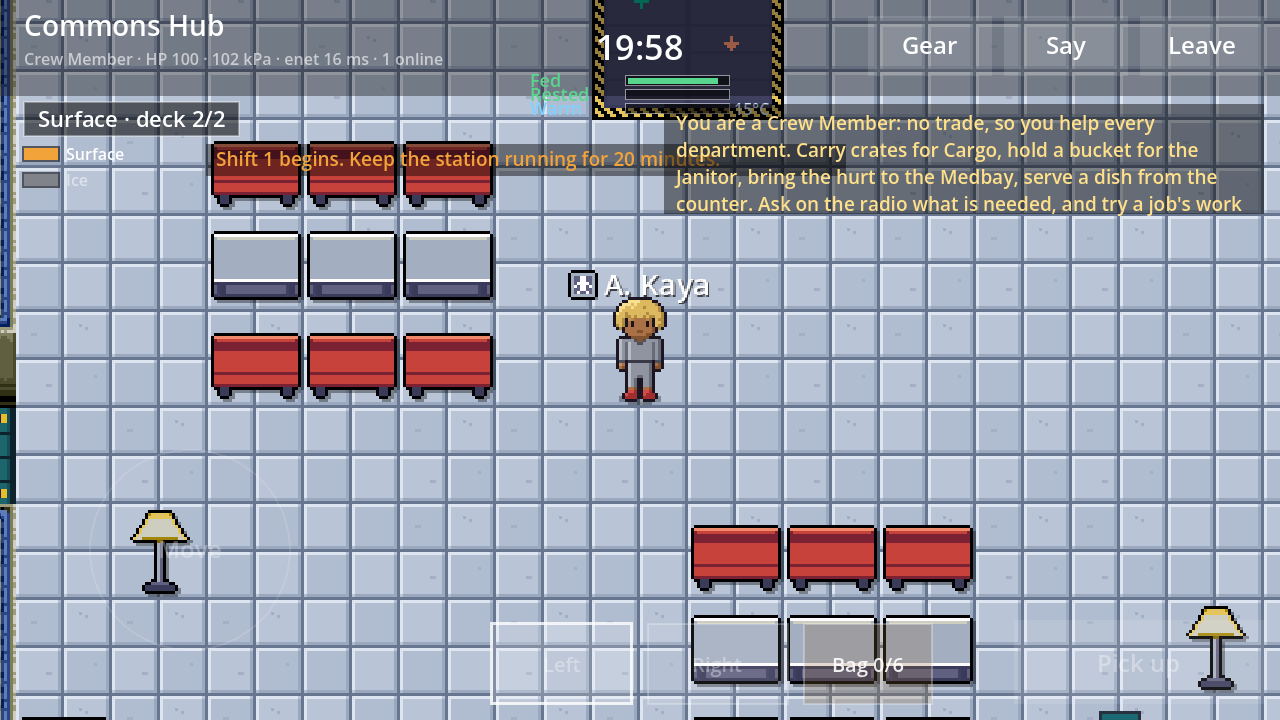 Commons Hub
Crew Member · HP 100 · 102 kPa · enet 16 ms · 1 online
19:58
Gear
Say
Leave
Fed
Rested
Warm
15°C
Surface · deck 2/2
Surface
Ice
Shift 1 begins. Keep the station running for 20 minutes.
You are a Crew Member: no trade, so you help every
department. Carry crates for Cargo, hold a bucket for the
Janitor, bring the hurt to the Medbay, serve a dish from the
counter. Ask on the radio what is needed, and try a job's work
A. Kaya
Move
Left
Right
Bag 0/6
Pick up